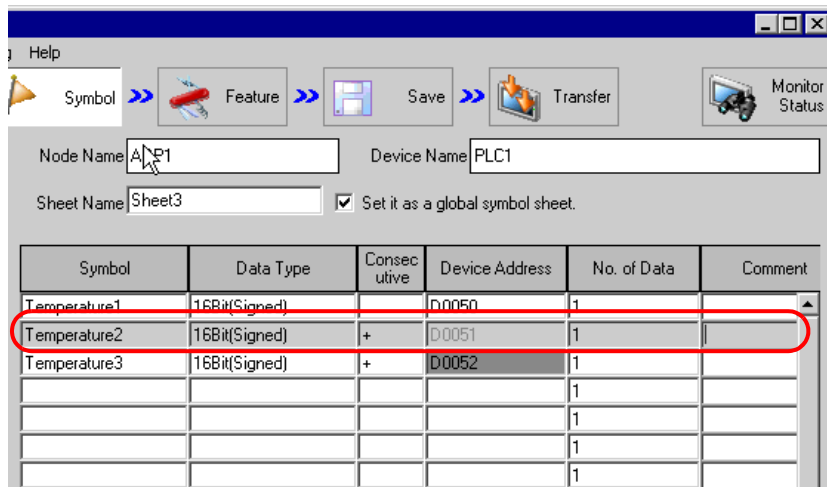 Help
Symbol Feature Save Transfer Monitor Status
Node Name A P1 Device Name PLC1
Sheet Name Sheet3 Set it as a global symbol sheet.
Symbol Data Type Consec utive Device Address No. of Data Comment
Temperature1 16Bit(Signed) D0050 1
Temperature2 16Bit(Signed) + D0051 1
Temperature3 16Bit(Signed) + D0052 1
1
1
1
1